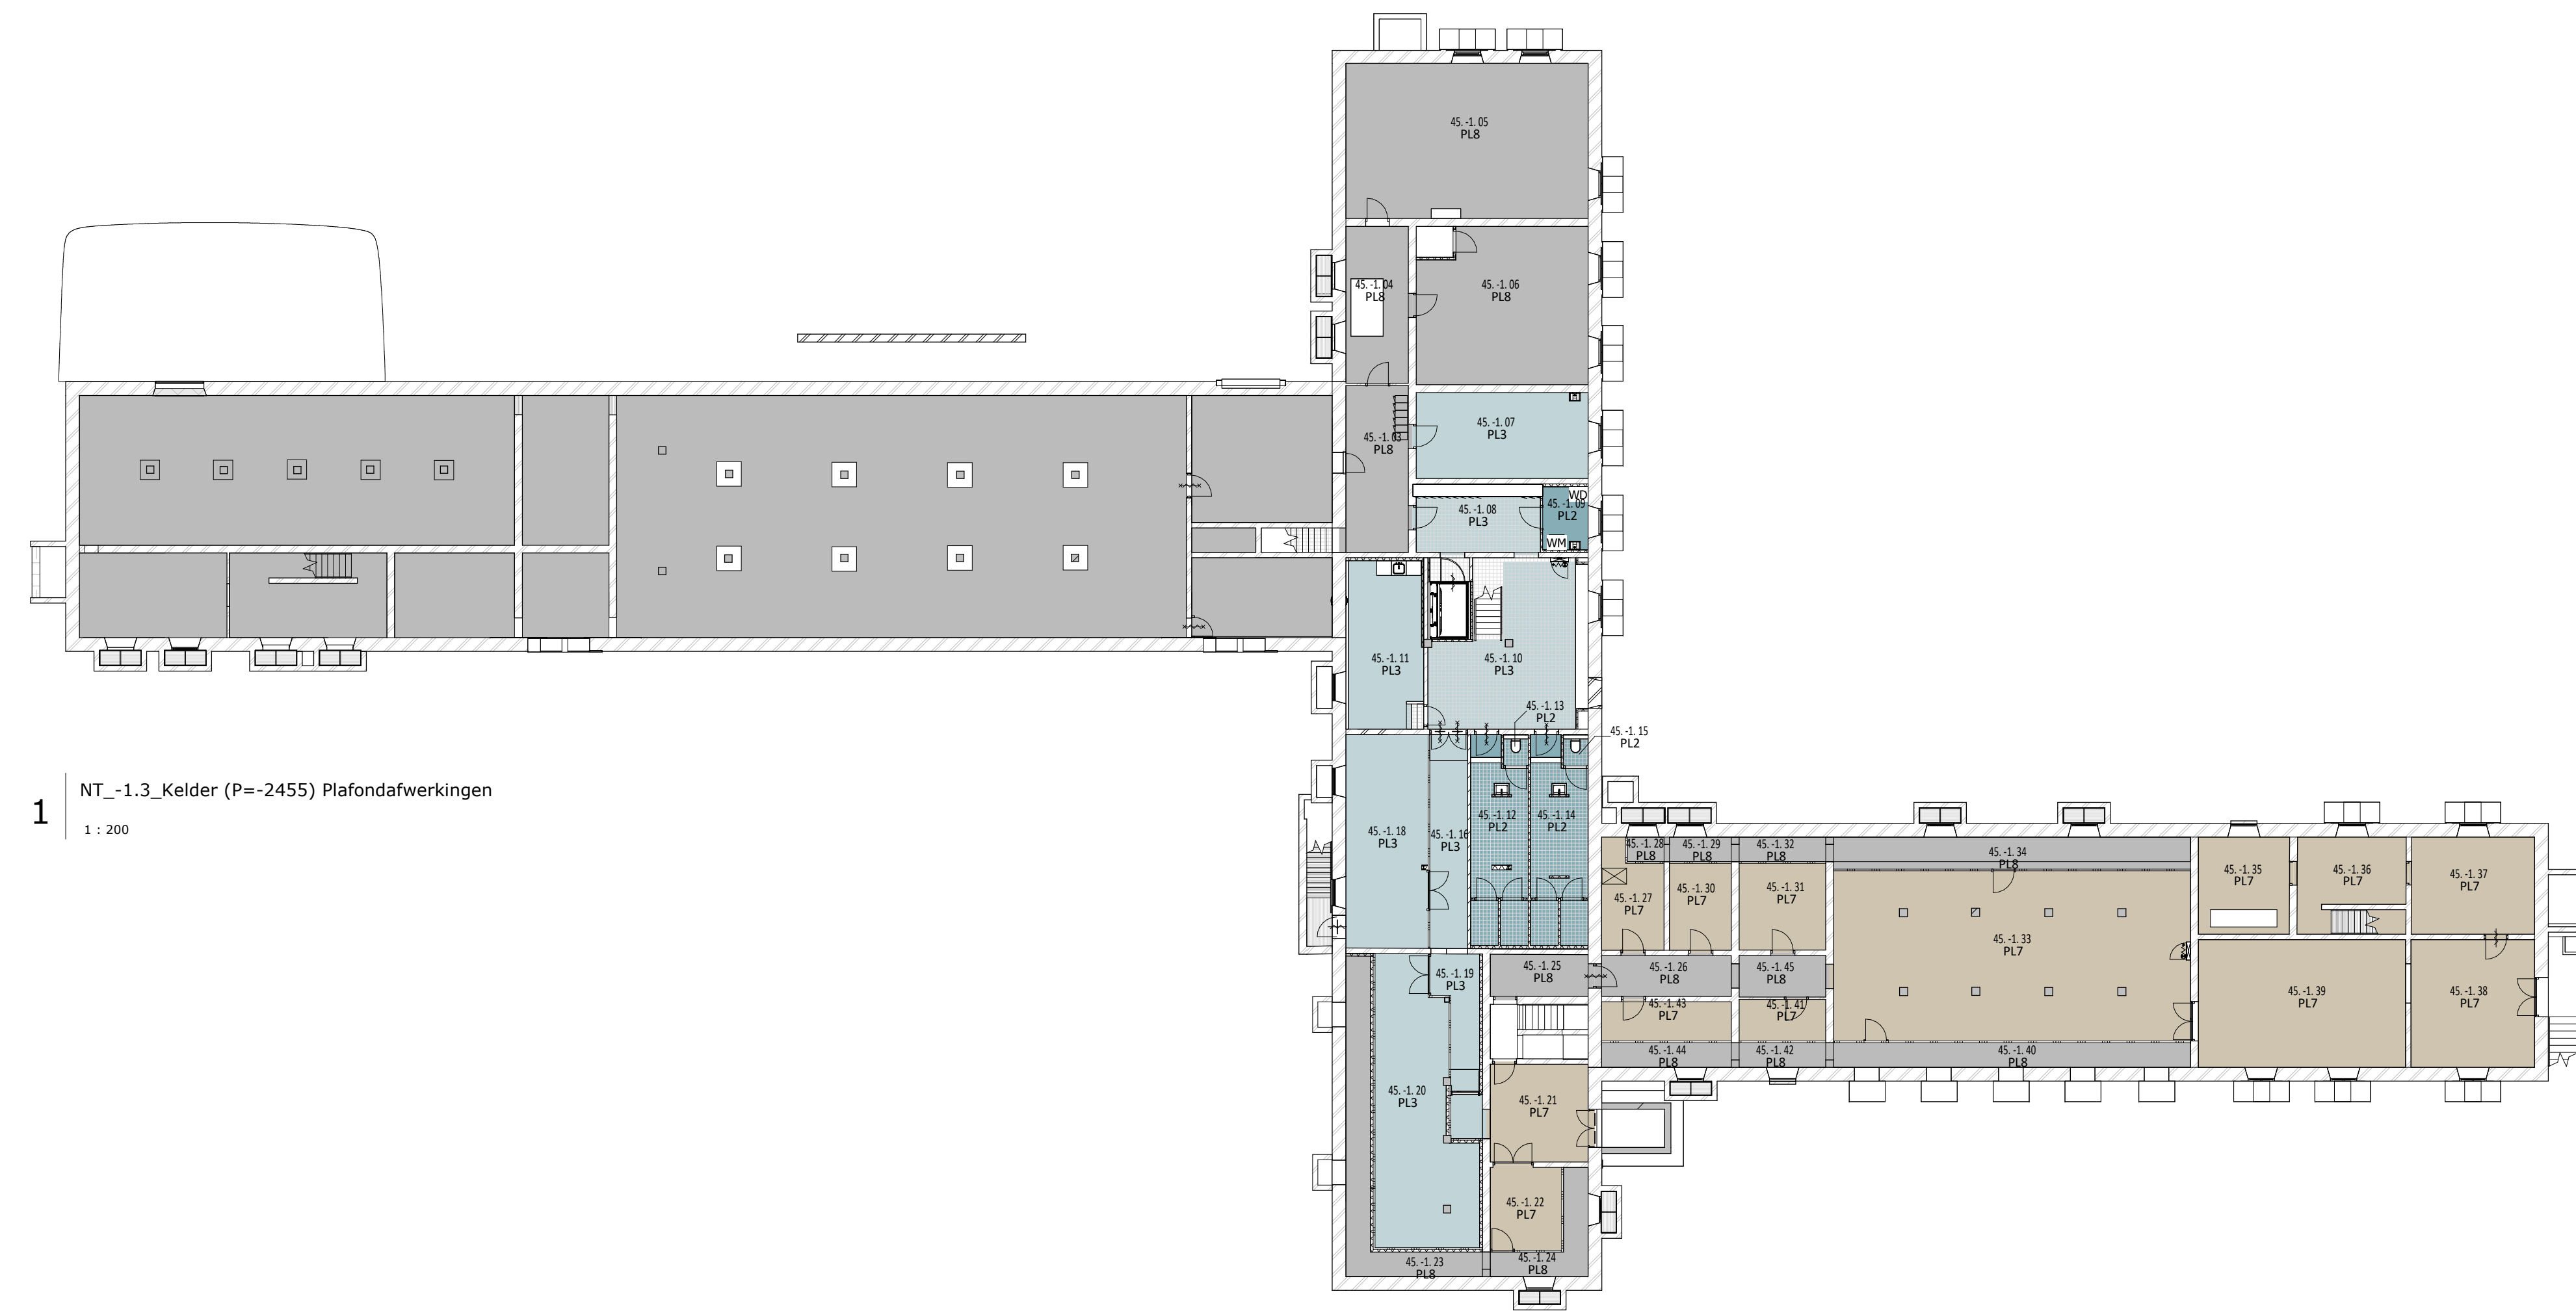 45. -1. 05
PL8
45. -1. 04
PL8
45. -1. 06
PL8
45. -1. 03
PL8
45. -1. 07
PL3
45. -1. 08
PL3
WD
45. -1. 09
PL2
WM
45. -1. 11
PL3
45. -1. 10
PL3
45. -1. 13
PL2
45. -1. 15
PL2
1
NT_-1.3_Kelder (P=-2455) Plafondafwerkingen
1 : 200
45. -1. 18
PL3
45. -1. 16
PL3
45. -1. 12
PL2
45. -1. 14
PL2
45. -1. 28
PL8
45. -1. 29
PL8
45. -1. 32
PL8
45. -1. 34
PL8
45. -1. 27
PL7
45. -1. 30
PL7
45. -1. 31
PL7
45. -1. 35
PL7
45. -1. 36
PL7
45. -1. 37
PL7
45. -1. 33
PL7
45. -1. 19
PL3
45. -1. 25
PL8
45. -1. 26
PL8
45. -1. 45
PL8
45. -1. 43
PL7
45. -1. 41
PL7
45. -1. 39
PL7
45. -1. 38
PL7
45. -1. 44
PL8
45. -1. 42
PL8
45. -1. 40
PL8
45. -1. 20
PL3
45. -1. 21
PL7
45. -1. 22
PL7
45. -1. 23
PL8
45. -1. 24
PL8